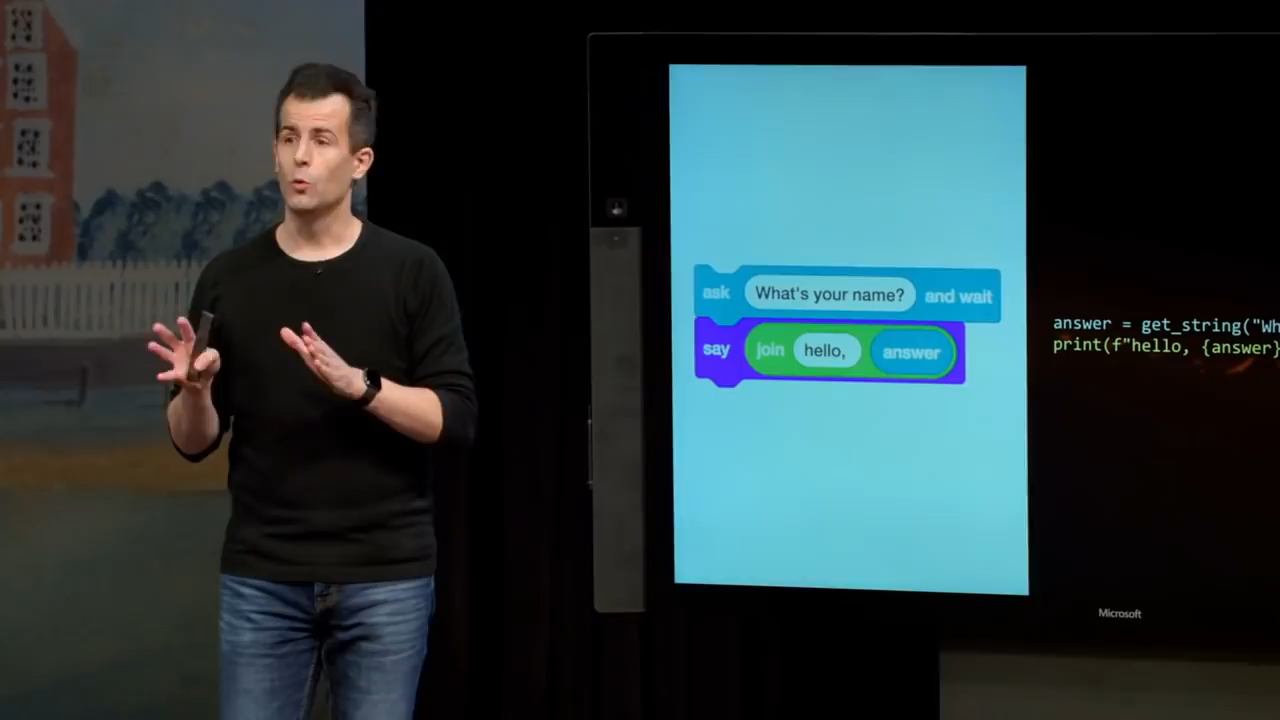 ask What's your name? and wait
say join hello, answer
answer = get_string("Wh
print(f"hello, {answer}
Microsoft